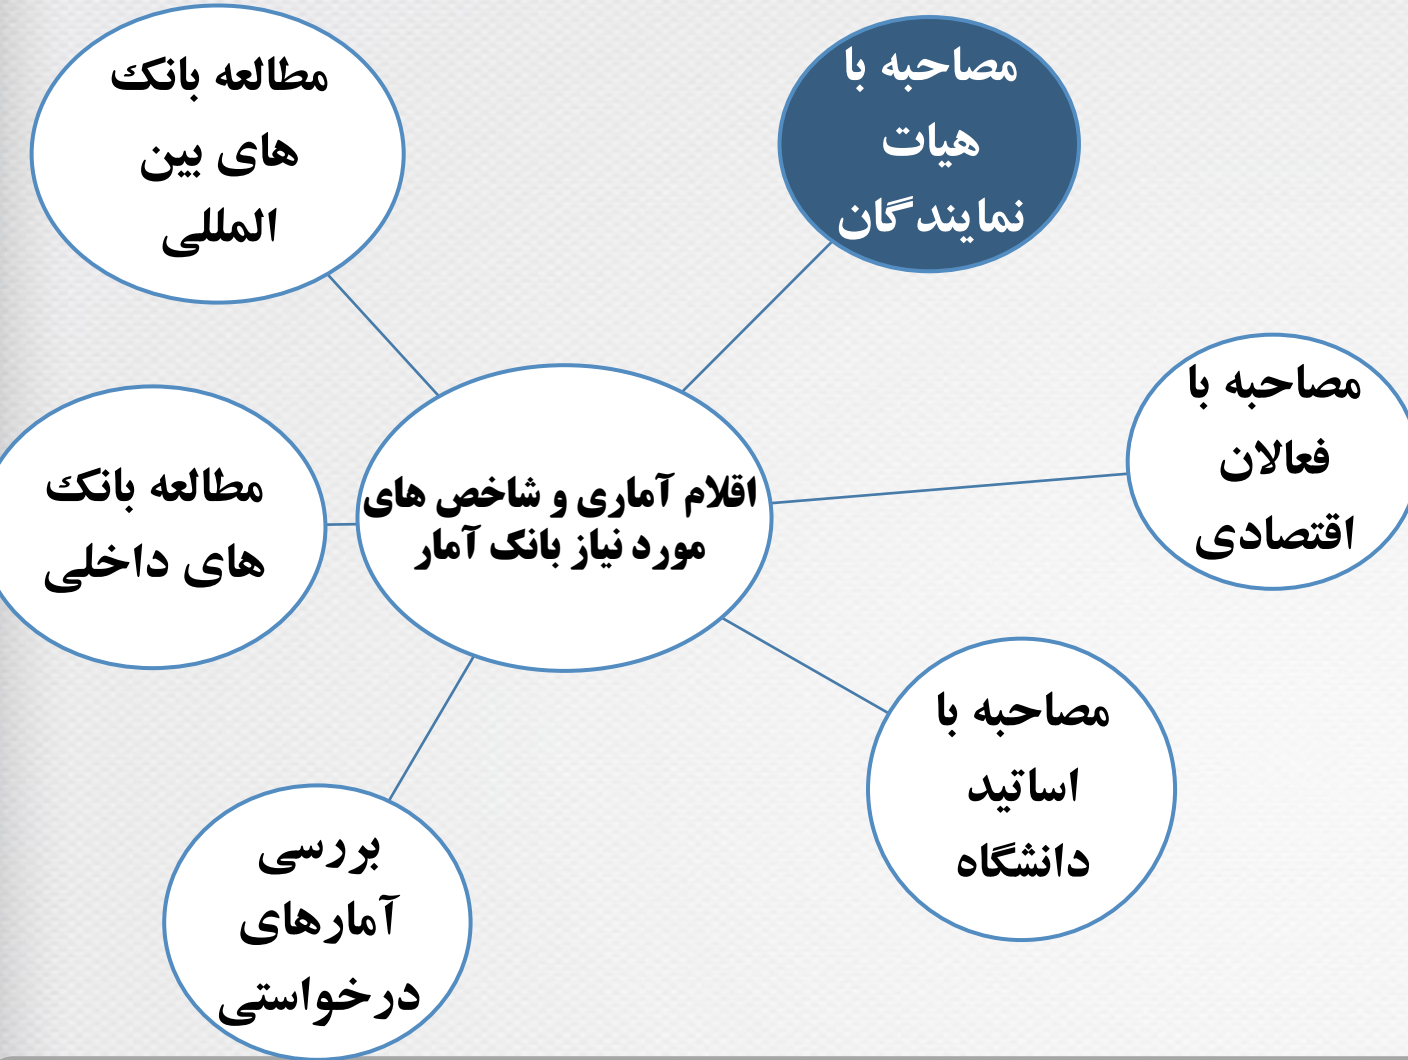 مصاحبه با
هیات
نمایندگان
مطالعه بانک
های بین
المللی
مصاحبه با
فعالان
اقتصادی
اقلام آماری و شاخص های
مورد نیاز بانک آمار
مطالعه بانک
های داخلی
مصاحبه با
اساتید
دانشگاه
بررسی
آمارهای
درخواستی